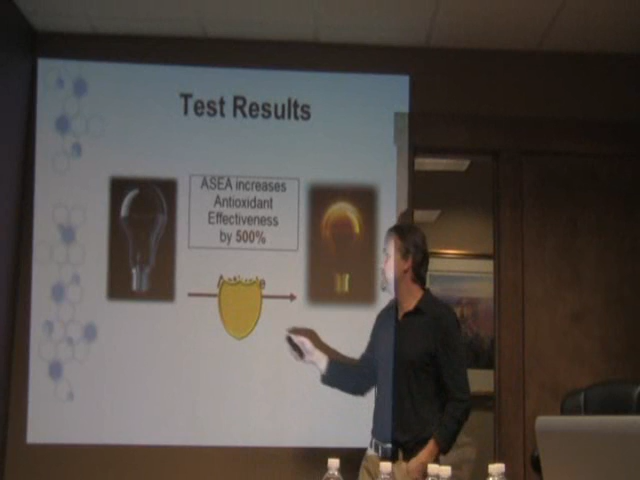 Test Results
ASEA increases
Antioxidant
Effectiveness
by 500%